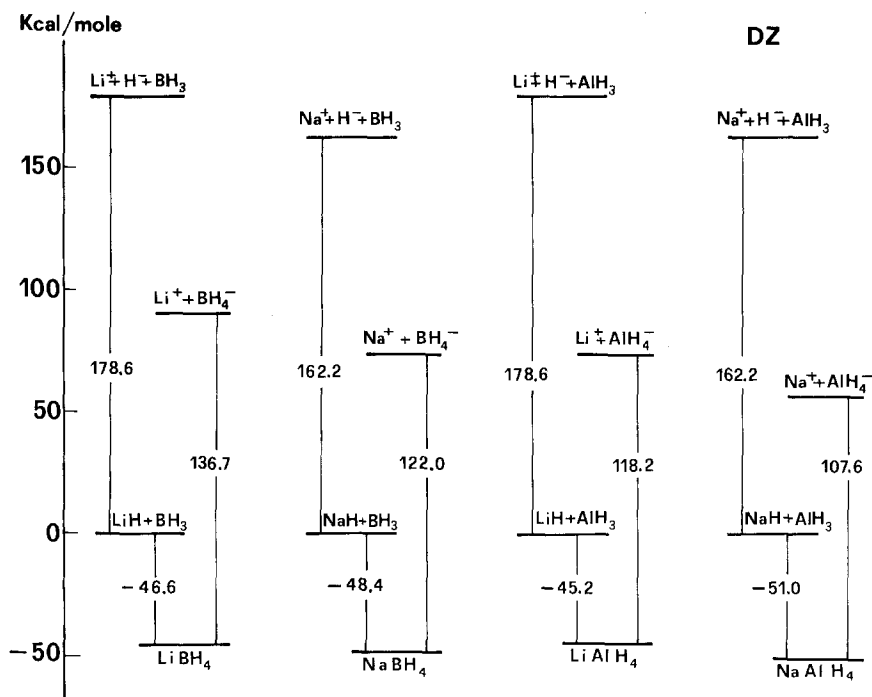 Kcal/mole
DZ
Li⁺+H⁻+BH₃
Na⁺+H⁻+BH₃
Li⁺+H⁻+AlH₃
Na⁺+H⁻+AlH₃
150
100
Li⁺+BH₄⁻
Na⁺+BH₄⁻
Li⁺+AlH₄⁻
Na⁺+AlH₄⁻
178.6
162.2
178.6
162.2
50
136.7
122.0
118.2
107.6
0
LiH+BH₃
NaH+BH₃
LiH+AlH₃
NaH+AlH₃
−46.6
−48.4
−45.2
−51.0
−50
LiBH₄
NaBH₄
LiAlH₄
NaAlH₄